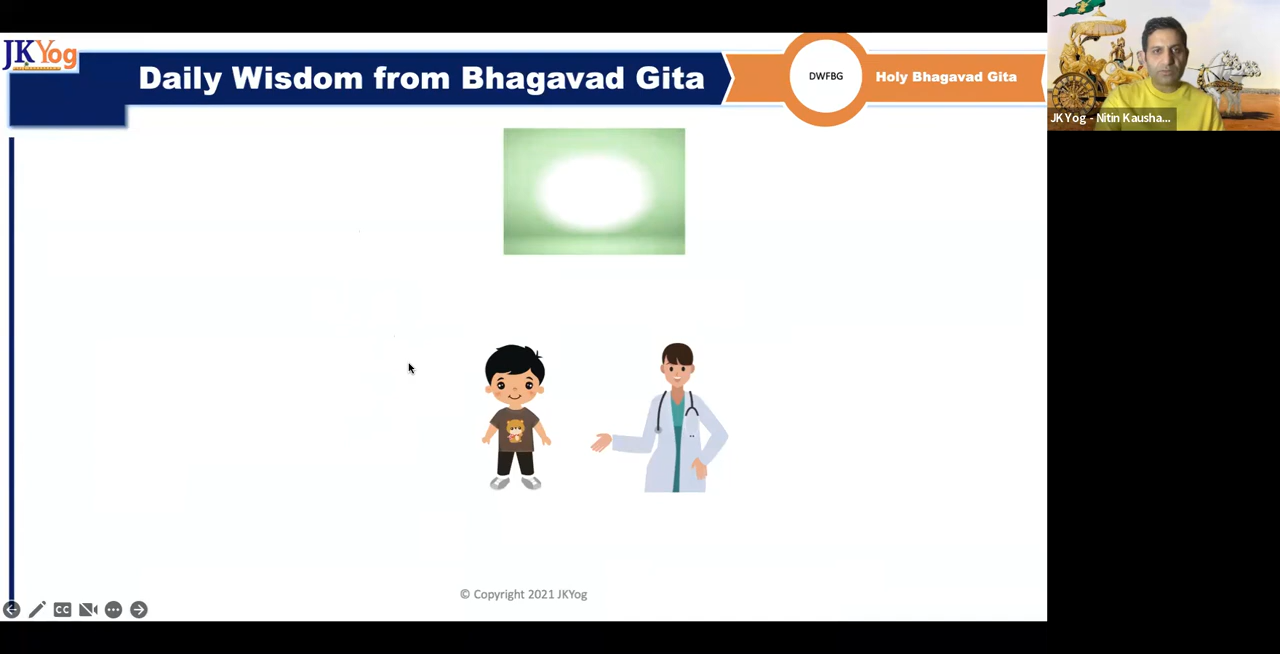 JKYog
Daily Wisdom from Bhagavad Gita
DWFBG
Holy Bhagavad Gita
JKYog - Nitin Kausha...
© Copyright 2021 JKYog
CC